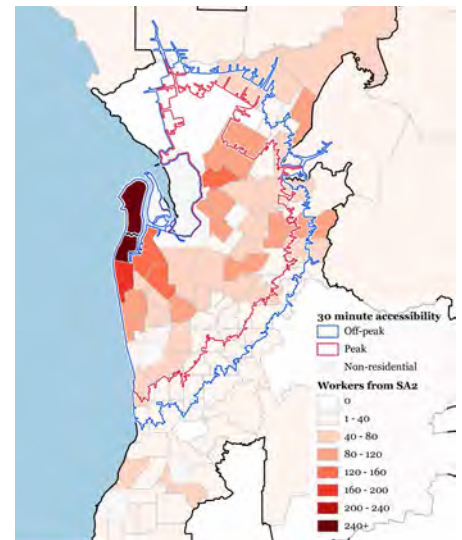 30 minute accessibility
Off-peak
Peak
Non-residential
Workers from SA2
0
1 - 40
40 - 80
80 - 120
120 - 160
160 - 200
200 - 240
240+